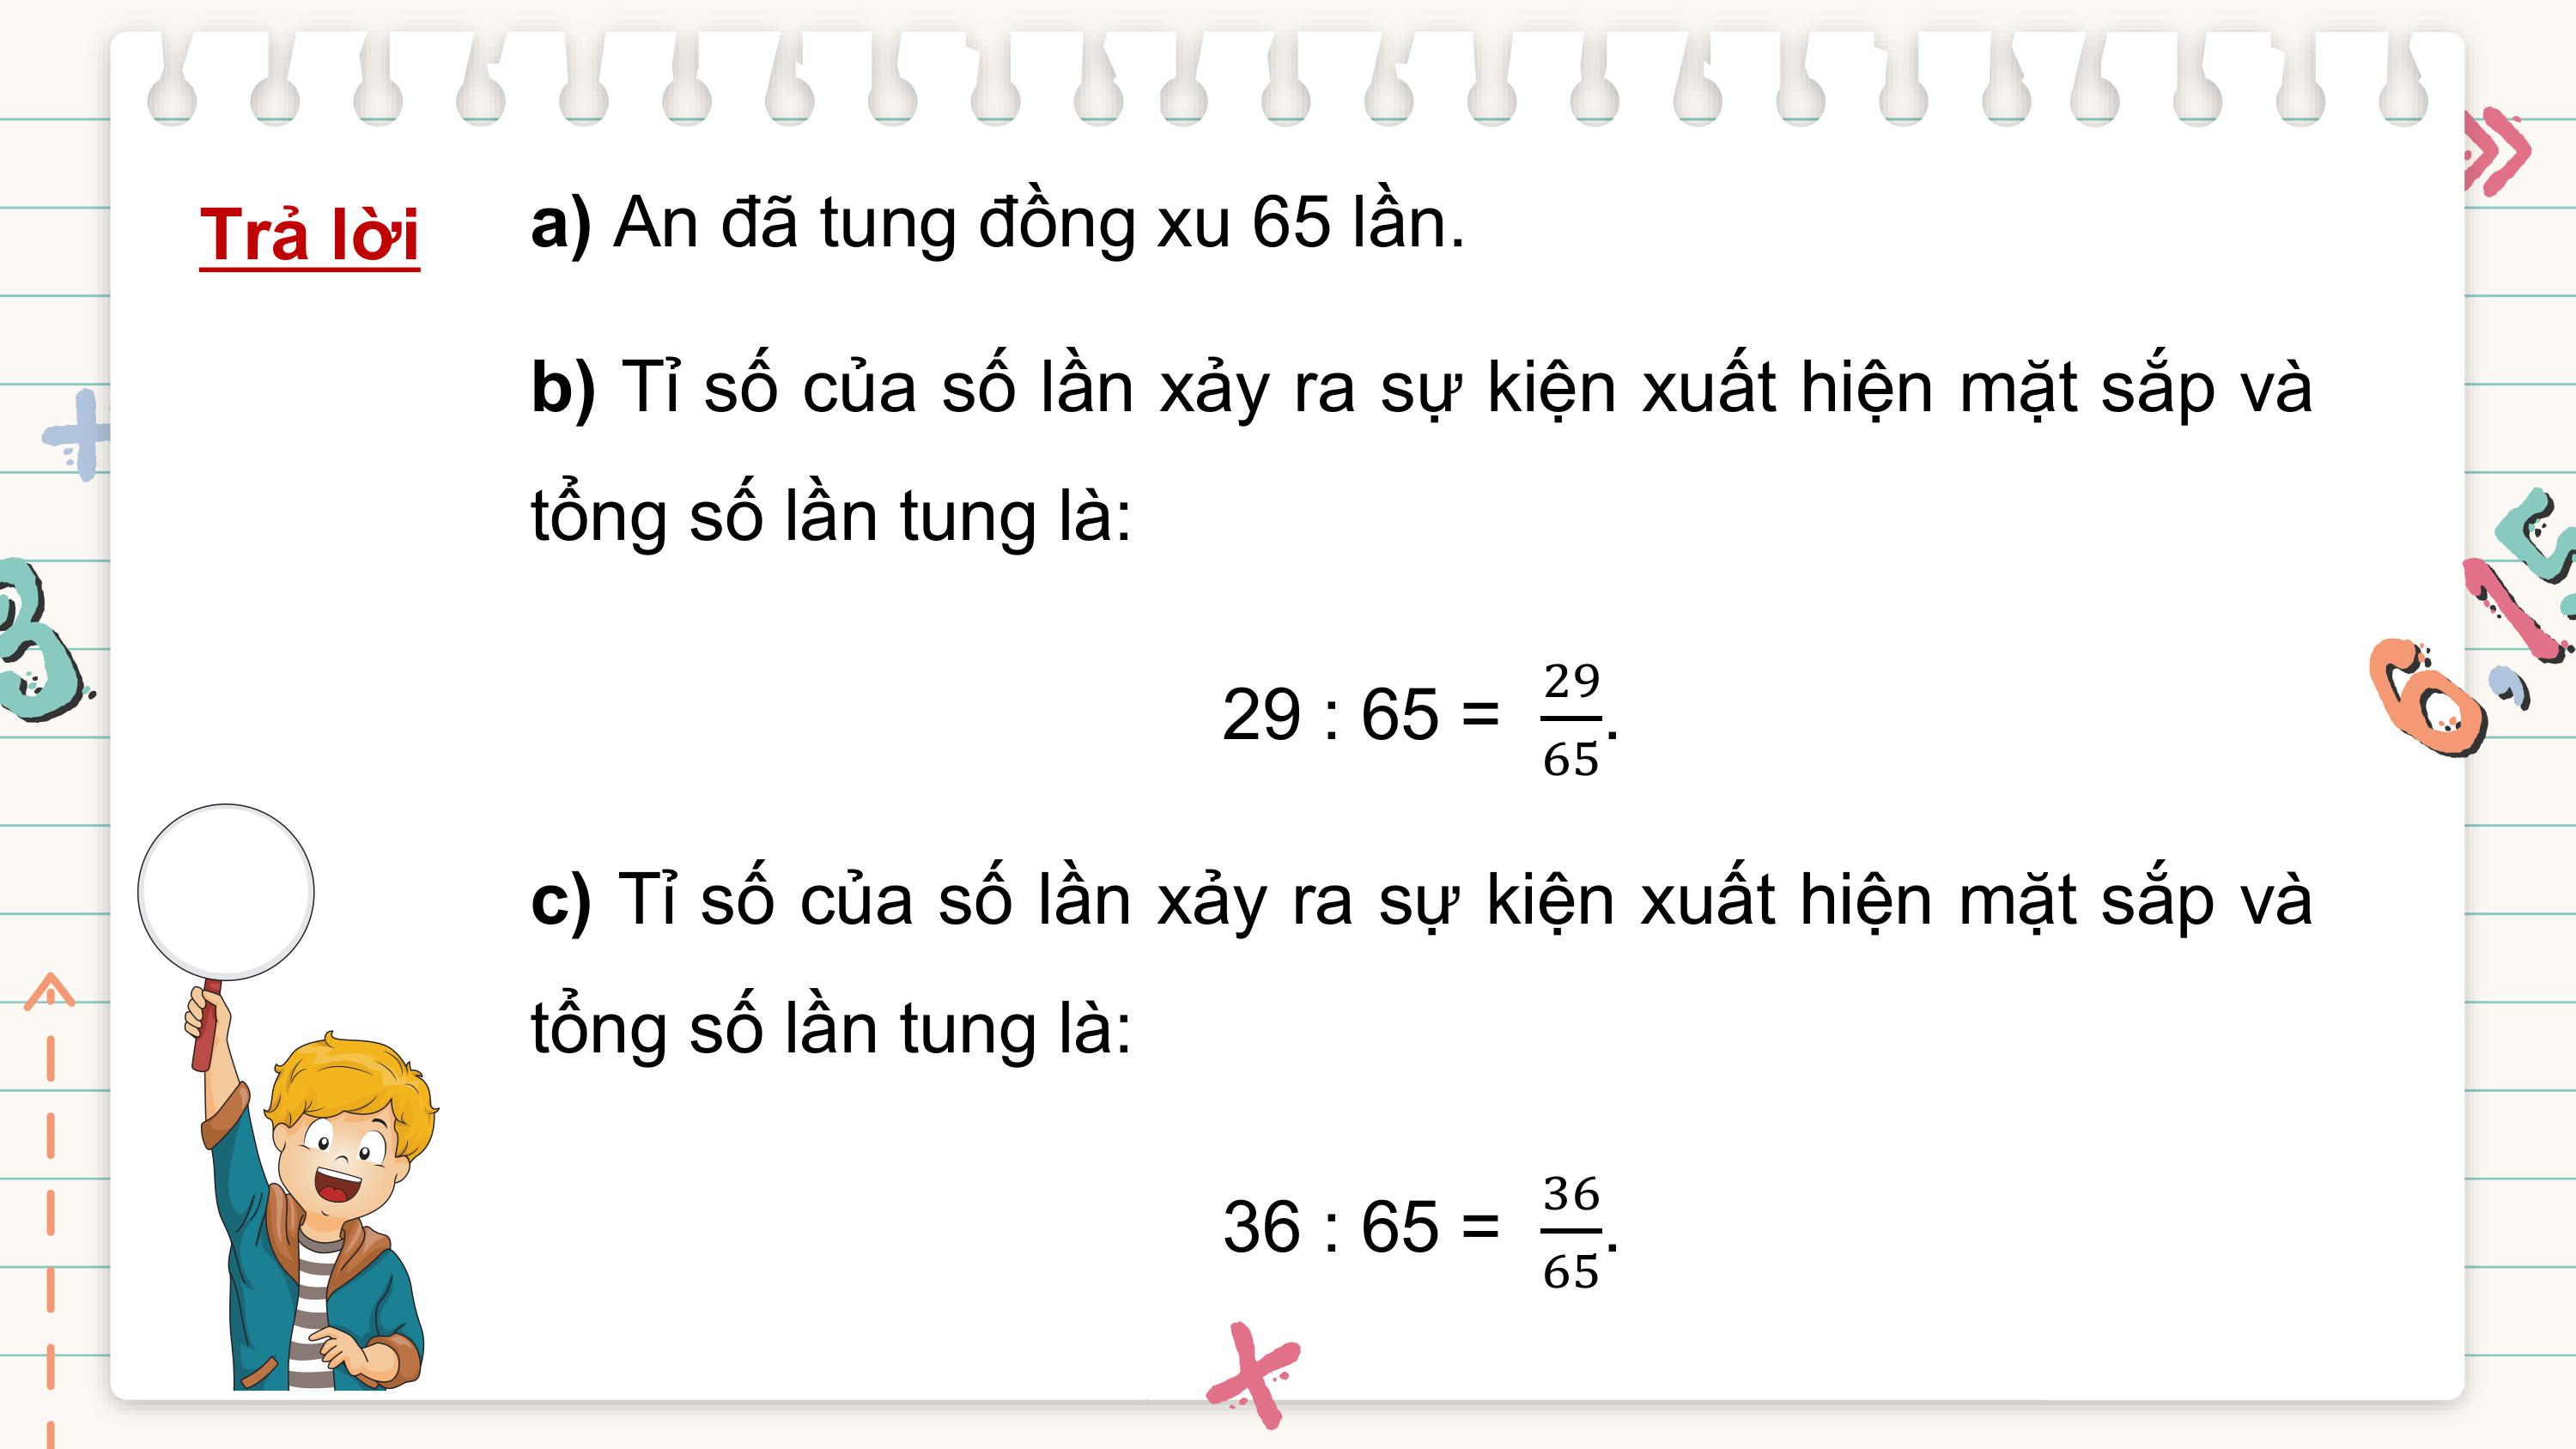 Trả lời
a) An đã tung đồng xu 65 lần.
b) Tỉ số của số lần xảy ra sự kiện xuất hiện mặt sắp và
tổng số lần tung là:
29 : 65 = 29/65.
c) Tỉ số của số lần xảy ra sự kiện xuất hiện mặt sắp và
tổng số lần tung là:
36 : 65 = 36/65.